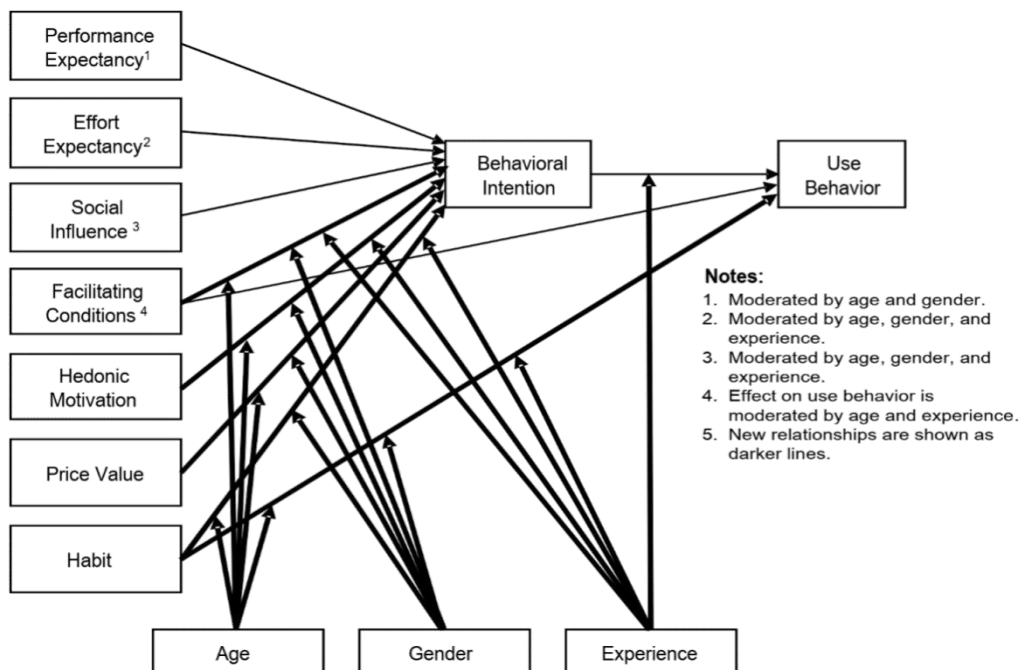 Performance
Expectancy¹
Effort
Expectancy²
Social
Influence ³
Facilitating
Conditions ⁴
Hedonic
Motivation
Price Value
Habit
Behavioral
Intention
Use
Behavior
Notes:
1. Moderated by age and gender.
2. Moderated by age, gender, and
experience.
3. Moderated by age, gender, and
experience.
4. Effect on use behavior is
moderated by age and experience.
5. New relationships are shown as
darker lines.
Age
Gender
Experience